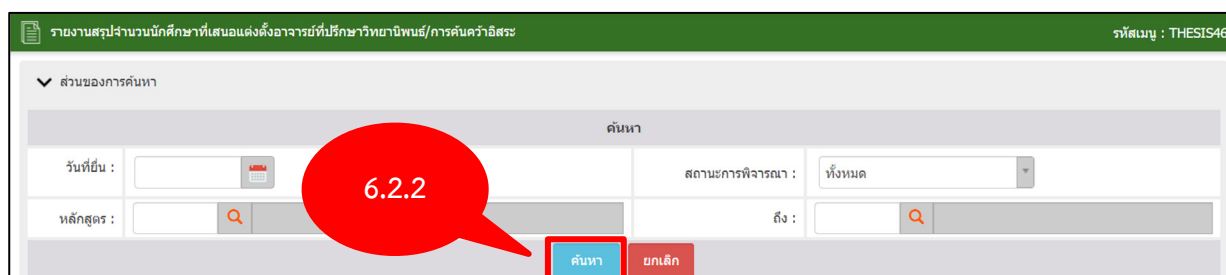 รายงานสรุปจำนวนนักศึกษาที่เสนอแต่งตั้งอาจารย์ที่ปรึกษาวิทยานิพนธ์/การค้นคว้าอิสระ รหัสเมนู : THESIS46
ส่วนของการค้นหา
ค้นหา
วันที่ยื่น : สถานะการพิจารณา : ทั้งหมด
6.2.2
หลักสูตร : ถึง :
ค้นหา ยกเลิก